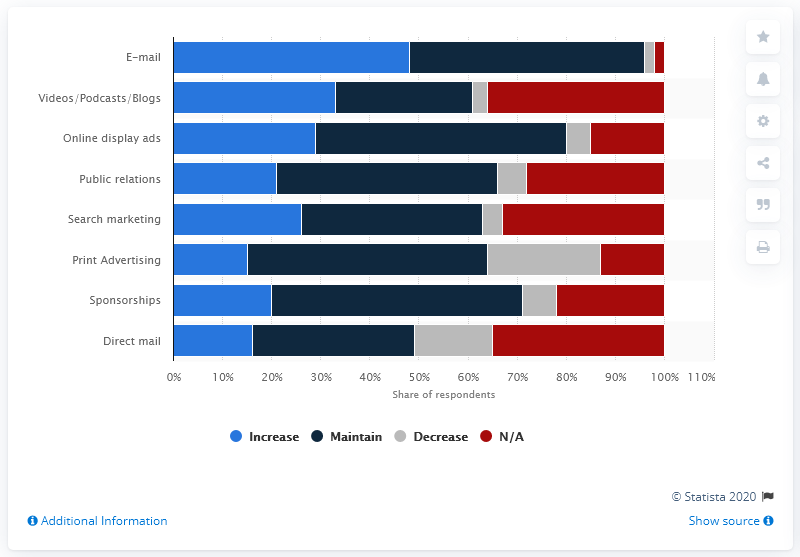 E-mail
Videos/Podcasts/Blogs
Online display ads
Public relations
Search marketing
Print Advertising
Sponsorships
Direct mail
0% 10% 20% 30% 40% 50% 60% 70% 80% 90% 100% 110%
Share of respondents
Increase Maintain Decrease N/A
© Statista 2020
Additional Information Show source